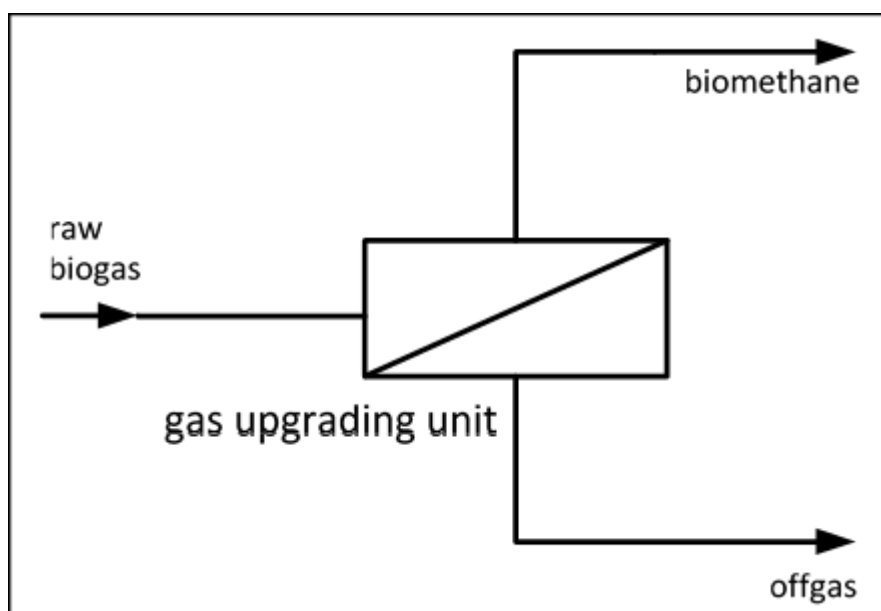 biomethane
raw
biogas
gas upgrading unit
offgas